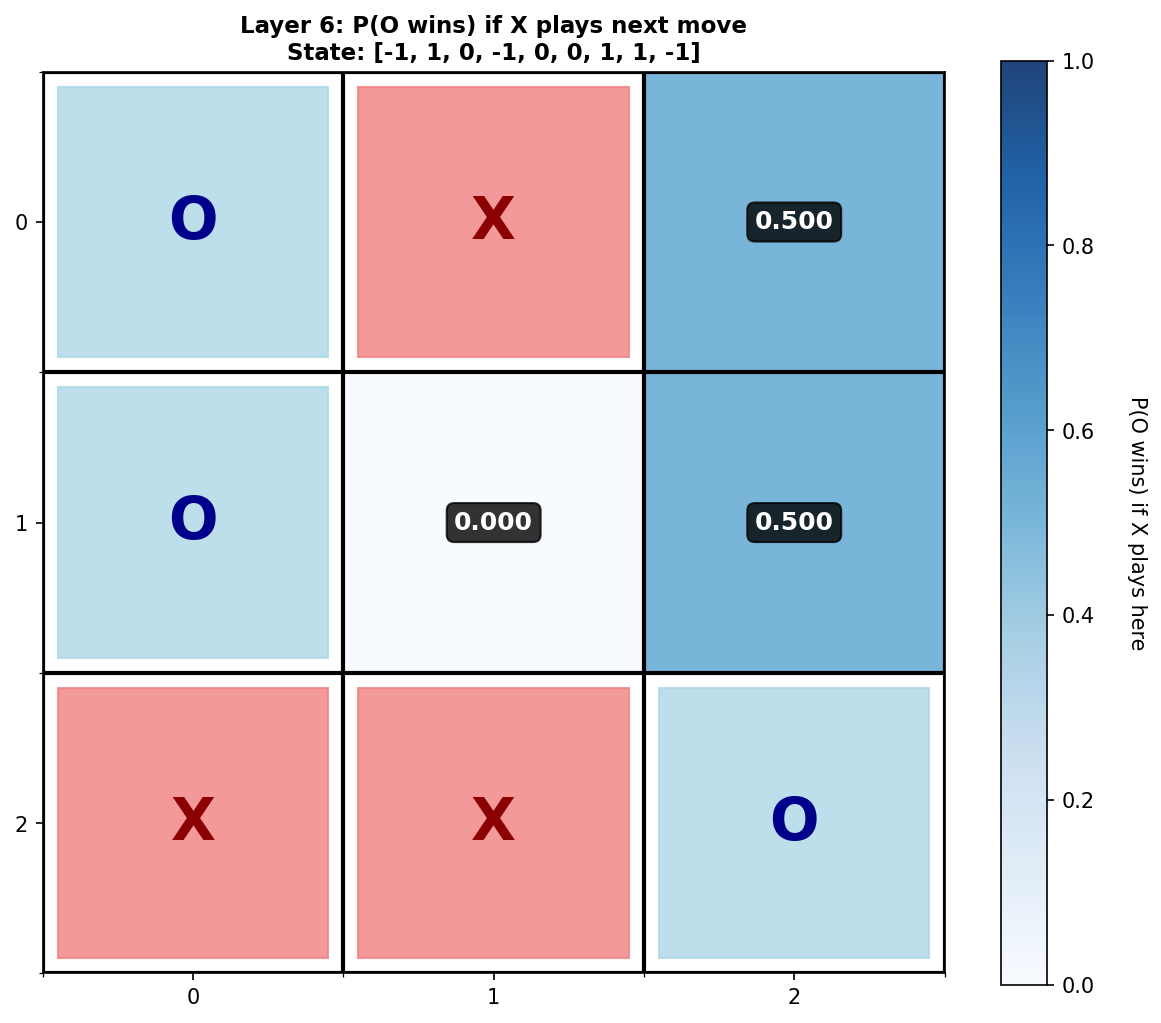 Layer 6: P(O wins) if X plays next move
State: [-1, 1, 0, -1, 0, 0, 1, 1, -1]
0
O
X
0.500
1
O
0.000
0.500
2
X
X
O
0
1
2
1.0
0.8
0.6
0.4
0.2
0.0
P(O wins) if X plays here